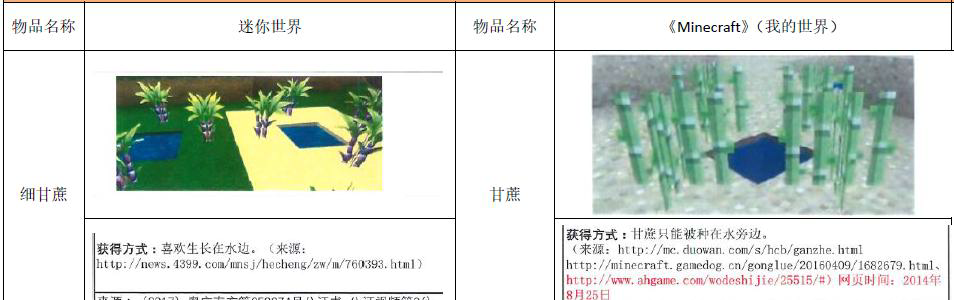 物品名称 迷你世界 物品名称 《Minecraft》（我的世界）
细甘蔗
甘蔗
获得方式：喜欢生长在水边。（来源：
http://news.4399.com/mnsj/hecheng/zw/m/760393.html）
获得方式：甘蔗只能被种在水旁边。
（来源：http://mc.duowan.com/s/hcb/ganzhe.html
http://minecraft.gamedog.cn/gonglue/20160409/1682679.html、
http://www.ahgame.com/wodeshijie/25515/#）网页时间：2014年
8月25日